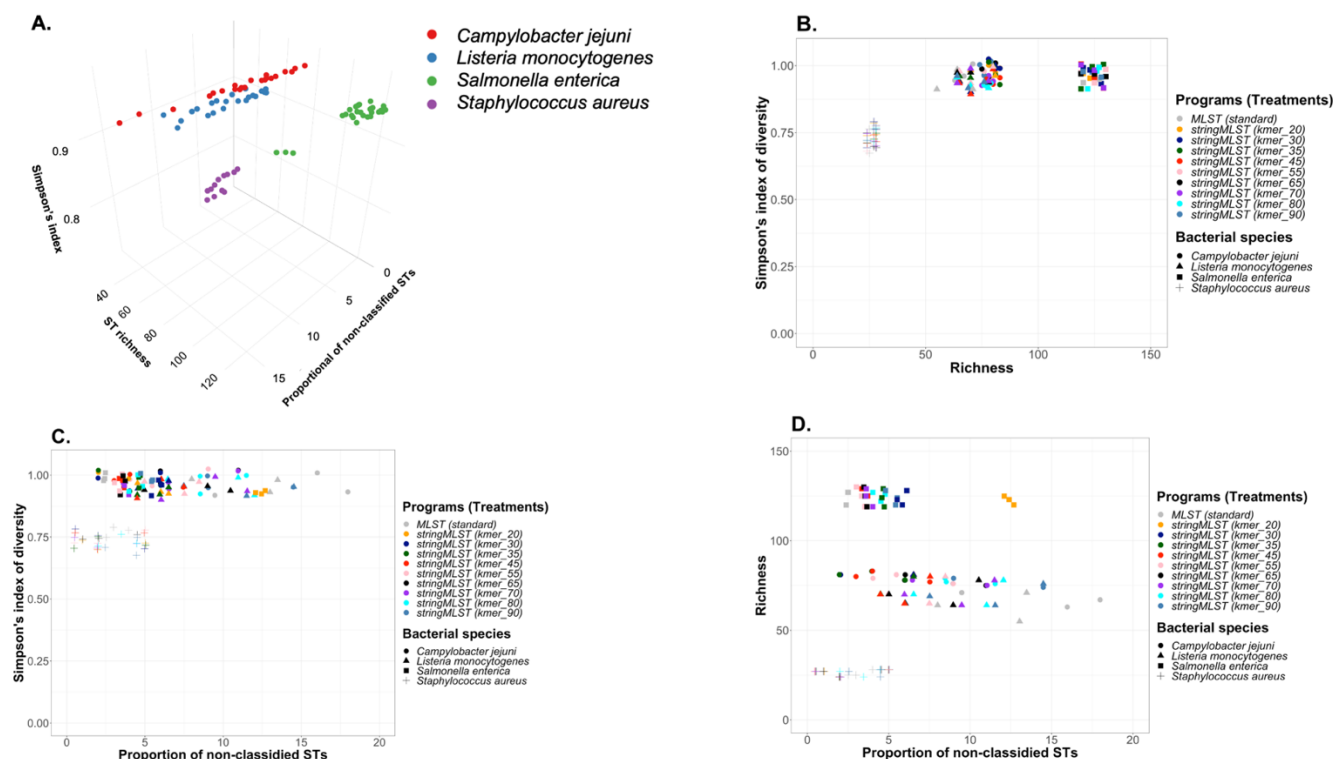 A.
Campylobacter jejuni
Listeria monocytogenes
Salmonella enterica
Staphylococcus aureus
0.9
0.8
Simpson's index
40
60
80
100
120
ST richness
0
5
10
15
Proportional of non-classified STs
B.
1.00
0.75
0.50
0.25
0.00
Simpson's index of diversity
0
50
100
150
Richness
Programs (Treatments)
MLST (standard)
stringMLST (kmer_20)
stringMLST (kmer_30)
stringMLST (kmer_35)
stringMLST (kmer_45)
stringMLST (kmer_55)
stringMLST (kmer_65)
stringMLST (kmer_70)
stringMLST (kmer_80)
stringMLST (kmer_90)
Bacterial species
Campylobacter jejuni
Listeria monocytogenes
Salmonella enterica
Staphylococcus aureus
C.
1.00
0.75
0.50
0.25
0.00
Simpson's index of diversity
0
5
10
15
20
Proportion of non-classidied STs
Programs (Treatments)
MLST (standard)
stringMLST (kmer_20)
stringMLST (kmer_30)
stringMLST (kmer_35)
stringMLST (kmer_45)
stringMLST (kmer_55)
stringMLST (kmer_65)
stringMLST (kmer_70)
stringMLST (kmer_80)
stringMLST (kmer_90)
Bacterial species
Campylobacter jejuni
Listeria monocytogenes
Salmonella enterica
Staphylococcus aureus
D.
150
100
50
0
Richness
0
5
10
15
20
Proportion of non-classidied STs
Programs (Treatments)
MLST (standard)
stringMLST (kmer_20)
stringMLST (kmer_30)
stringMLST (kmer_35)
stringMLST (kmer_45)
stringMLST (kmer_55)
stringMLST (kmer_65)
stringMLST (kmer_70)
stringMLST (kmer_80)
stringMLST (kmer_90)
Bacterial species
Campylobacter jejuni
Listeria monocytogenes
Salmonella enterica
Staphylococcus aureus